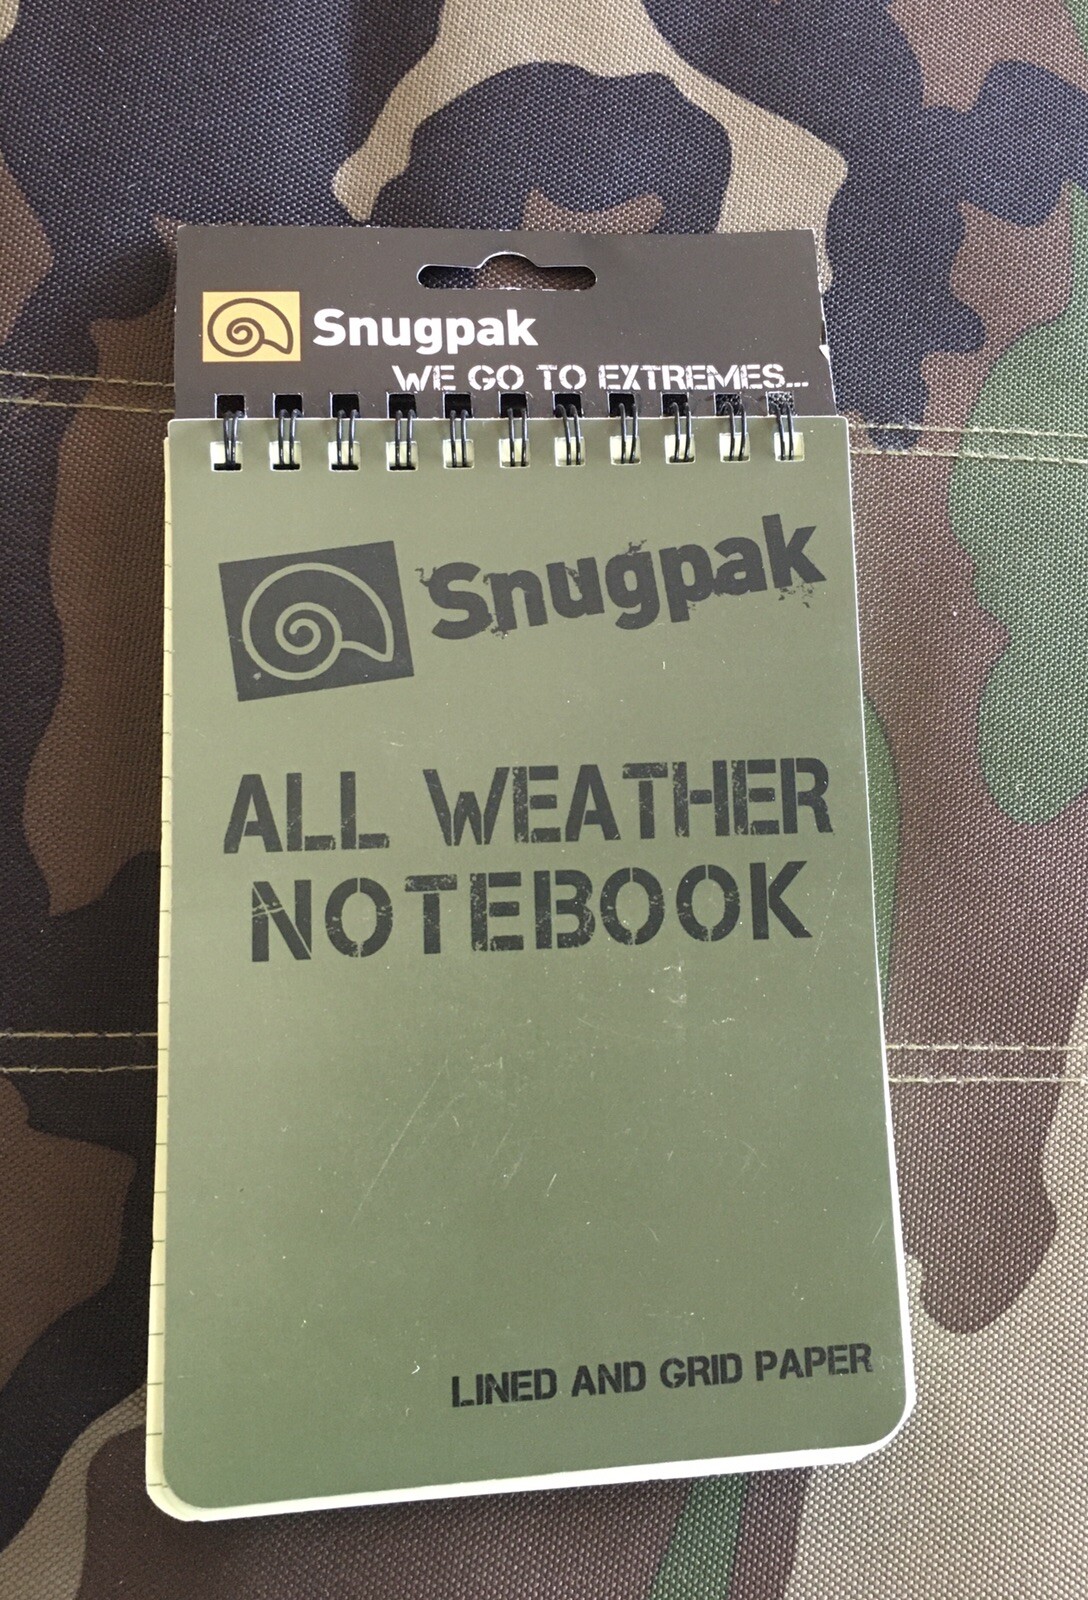 Snugpak
WE GO TO EXTREMES...
Snugpak
ALL WEATHER
NOTEBOOK
LINED AND GRID PAPER